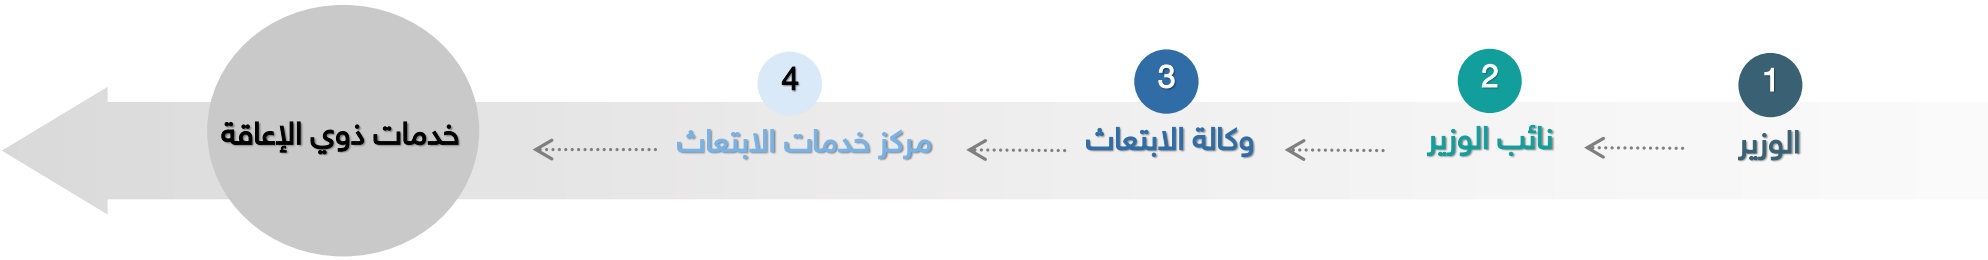 1
الوزير
2
نائب الوزير
3
وكالة الابتعاث
4
مركز خدمات الابتعاث
خدمات ذوي الإعاقة